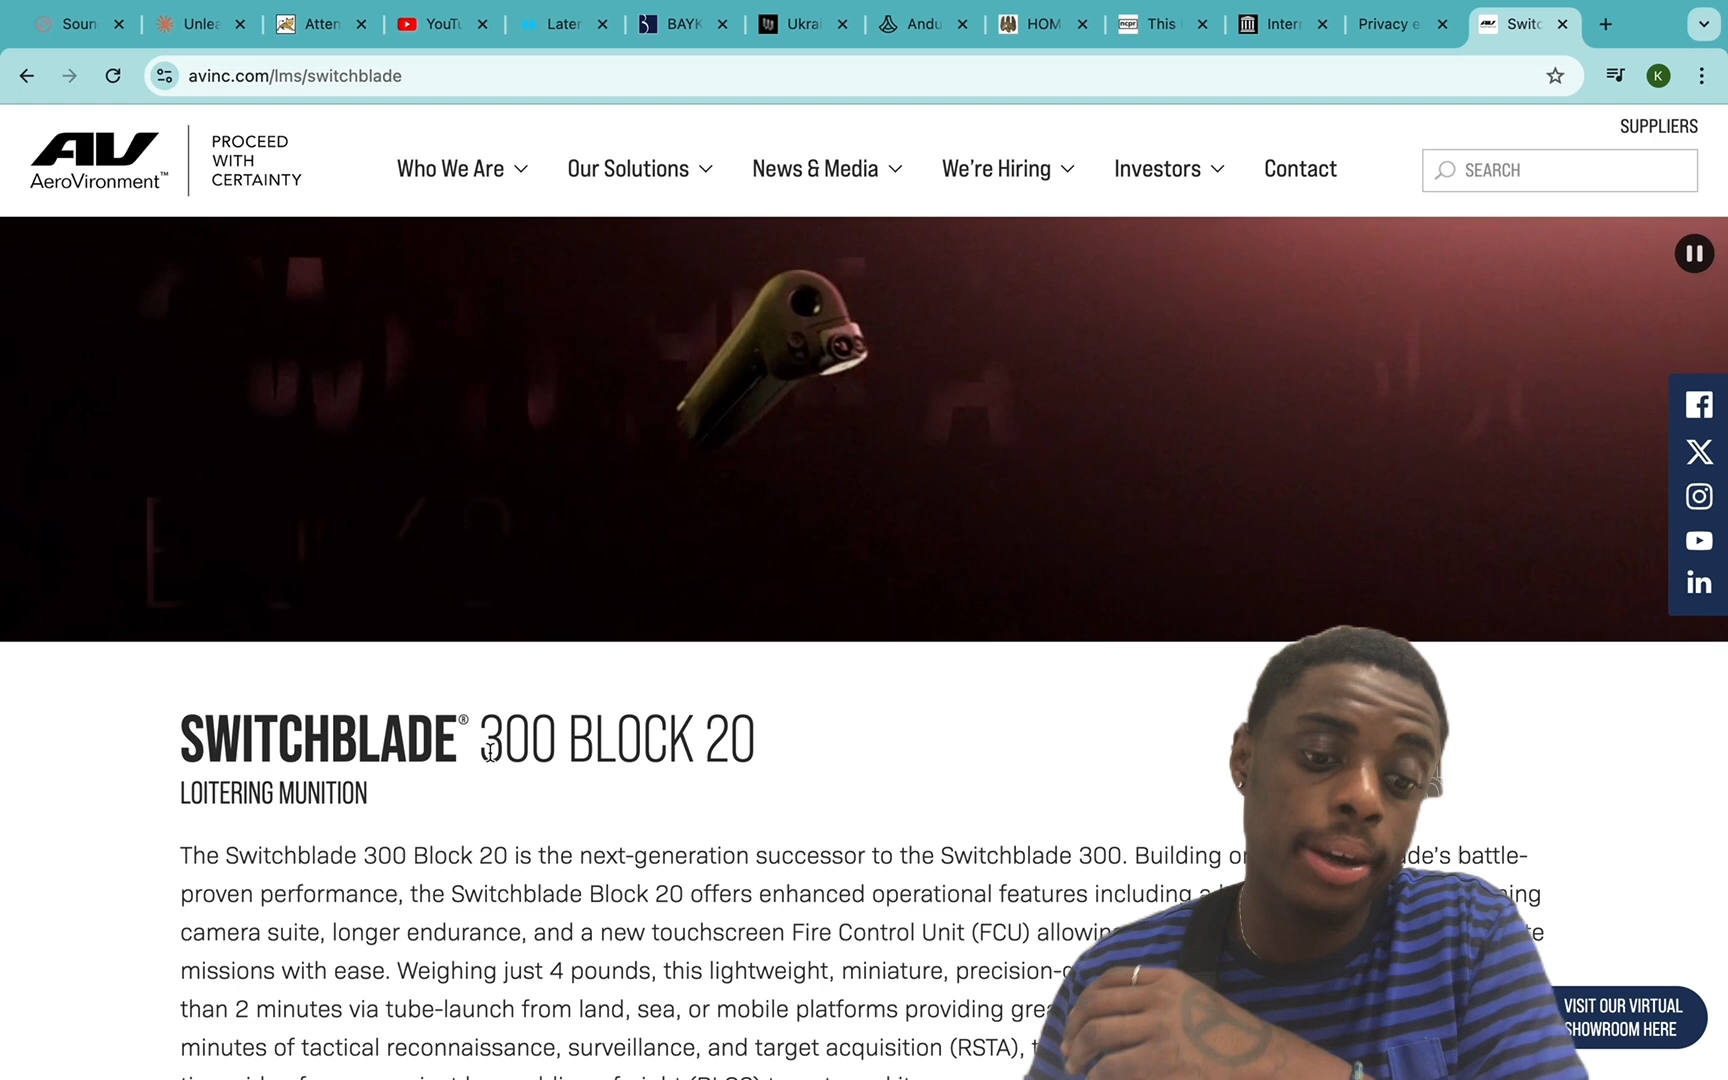 Soun
Unlea
Atten
YouTu
Later
BAYK
Ukrai
Andu
HOM
ncpr
This
Inter
Privacy e
Switc
avinc.com/lms/switchblade
K
AV
AeroVironment™
PROCEED
WITH
CERTAINTY
Who We Are
Our Solutions
News & Media
We're Hiring
Investors
Contact
SUPPLIERS
SEARCH
SWITCHBLADE® 300 BLOCK 20
LOITERING MUNITION
The Switchblade 300 Block 20 is the next-generation successor to the Switchblade 300. Building battle-
proven performance, the Switchblade Block 20 offers enhanced operational features including
camera suite, longer endurance, and a new touchscreen Fire Control Unit (FCU)
missions with ease. Weighing just 4 pounds, this lightweight, miniature,
than 2 minutes via tube-launch from land, sea, or mobile platforms providing
minutes of tactical reconnaissance, surveillance, and target acquisition (RSTA),
VISIT OUR VIRTUAL
SHOWROOM HERE